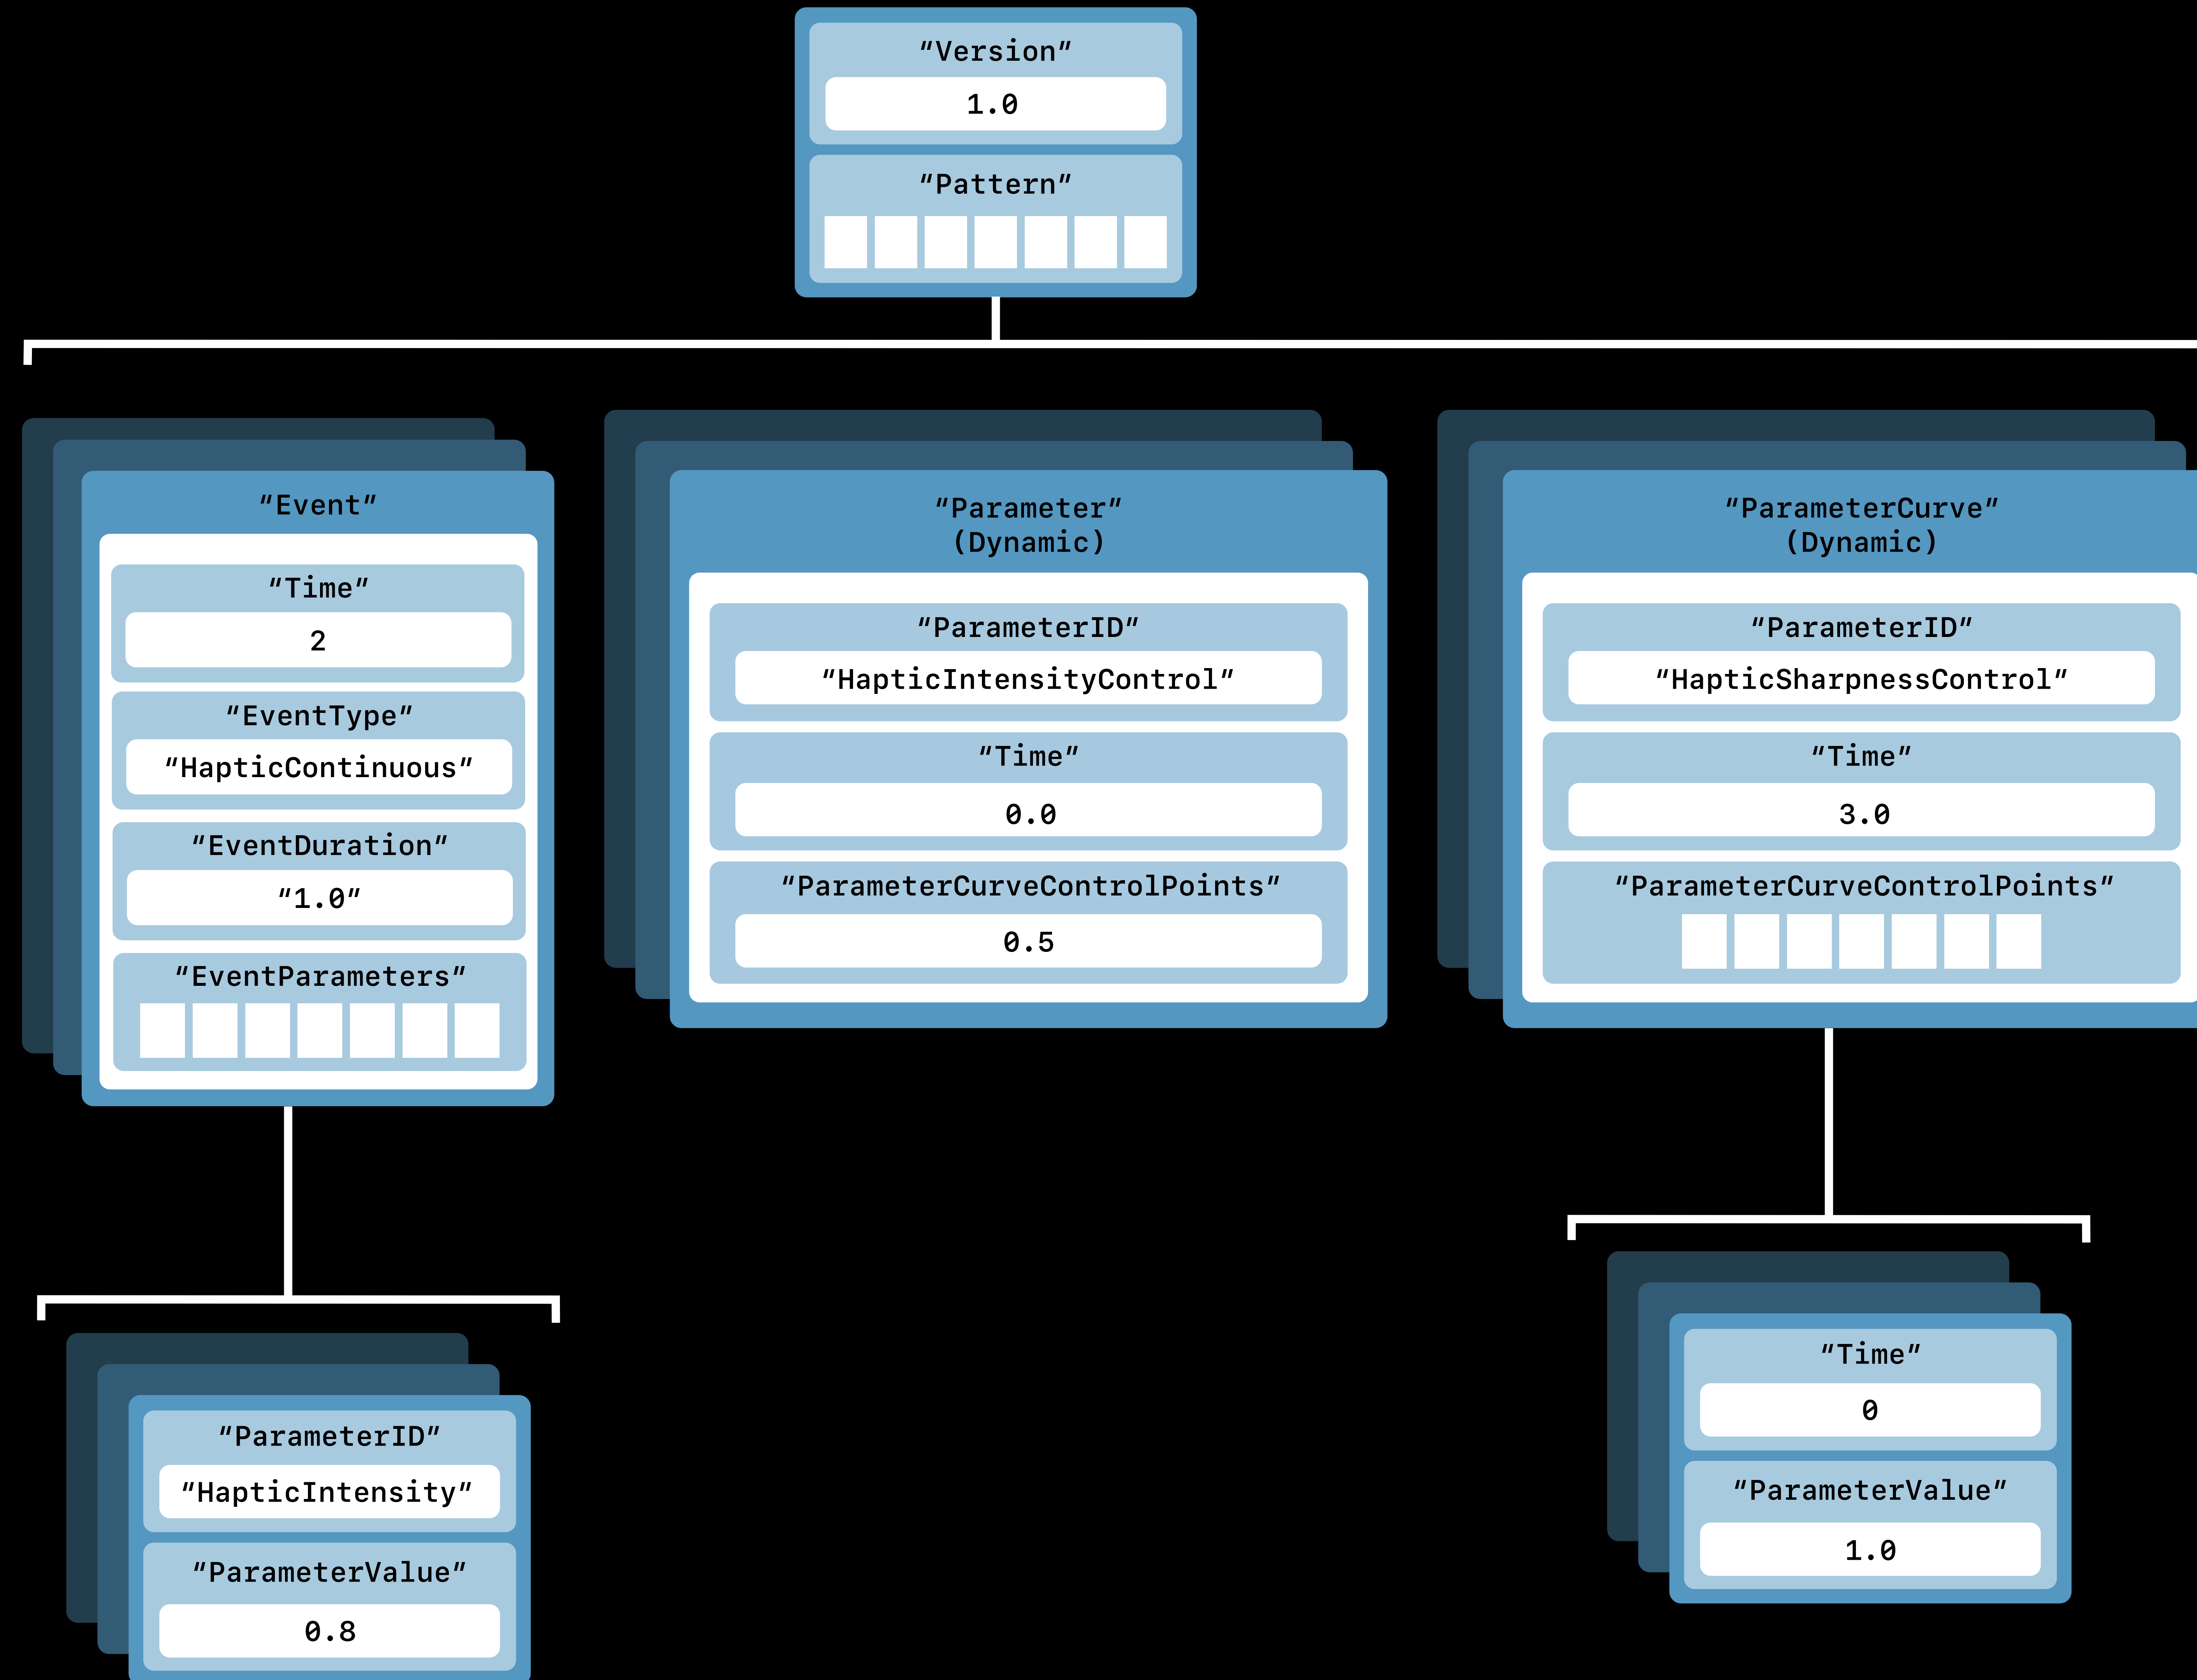 “Version”
1.0
“Pattern”
“Event”
“Time”
2
“EventType”
“HapticContinuous”
“EventDuration”
“1.0”
“EventParameters”
“Parameter”
(Dynamic)
“ParameterID”
“HapticIntensityControl”
“Time”
0.0
“ParameterCurveControlPoints”
0.5
“ParameterCurve”
(Dynamic)
“ParameterID”
“HapticSharpnessControl”
“Time”
3.0
“ParameterCurveControlPoints”
“ParameterID”
“HapticIntensity”
“ParameterValue”
0.8
“Time”
0
“ParameterValue”
1.0